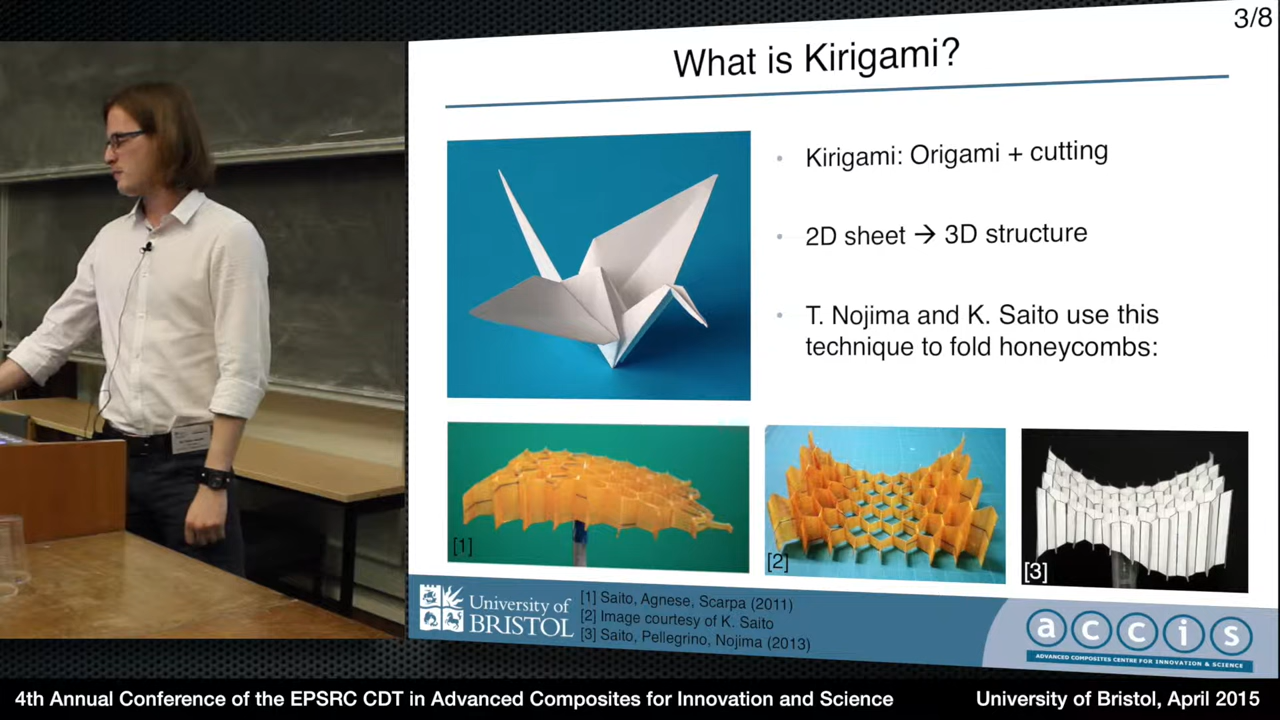 3/8
What is Kirigami?
• Kirigami: Origami + cutting
• 2D sheet → 3D structure
• T. Nojima and K. Saito use this
technique to fold honeycombs:
[1]
[2]
[3]
University of
BRISTOL
[1] Saito, Agnese, Scarpa (2011)
[2] Image courtesy of K. Saito
[3] Saito, Pellegrino, Nojima (2013)
accis
ADVANCED COMPOSITES CENTRE FOR INNOVATION & SCIENCE
4th Annual Conference of the EPSRC CDT in Advanced Composites for Innovation and Science
University of Bristol, April 2015